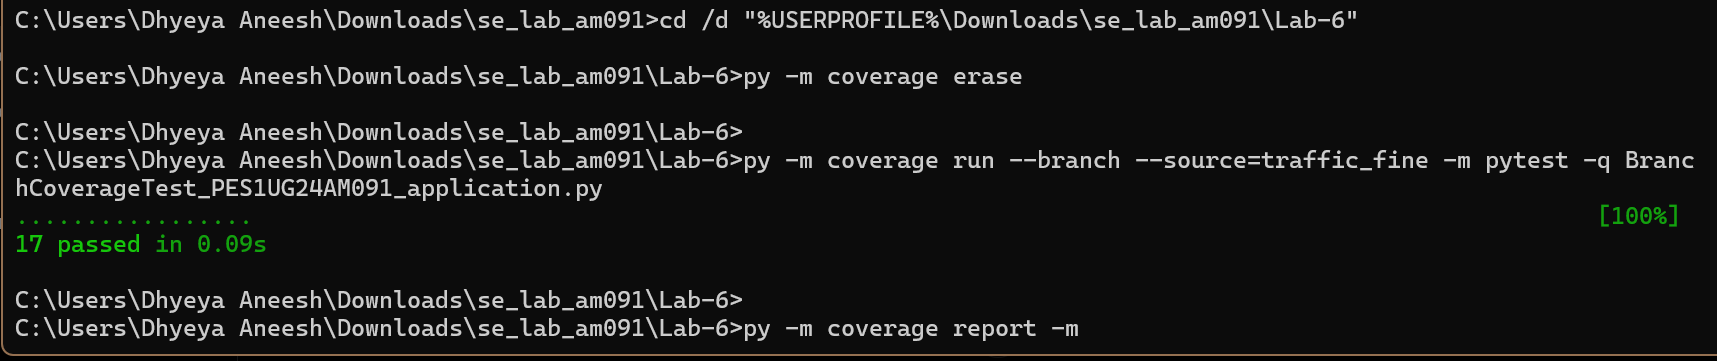 C:\Users\Dhyeya Aneesh\Downloads\se_lab_am091>cd /d "%USERPROFILE%\Downloads\se_lab_am091\Lab-6"
C:\Users\Dhyeya Aneesh\Downloads\se_lab_am091\Lab-6>py -m coverage erase
C:\Users\Dhyeya Aneesh\Downloads\se_lab_am091\Lab-6>
C:\Users\Dhyeya Aneesh\Downloads\se_lab_am091\Lab-6>py -m coverage run --branch --source=traffic_fine -m pytest -q Branc
hCoverageTest_PES1UG24AM091_application.py
................. [100%]
17 passed in 0.09s
C:\Users\Dhyeya Aneesh\Downloads\se_lab_am091\Lab-6>
C:\Users\Dhyeya Aneesh\Downloads\se_lab_am091\Lab-6>py -m coverage report -m